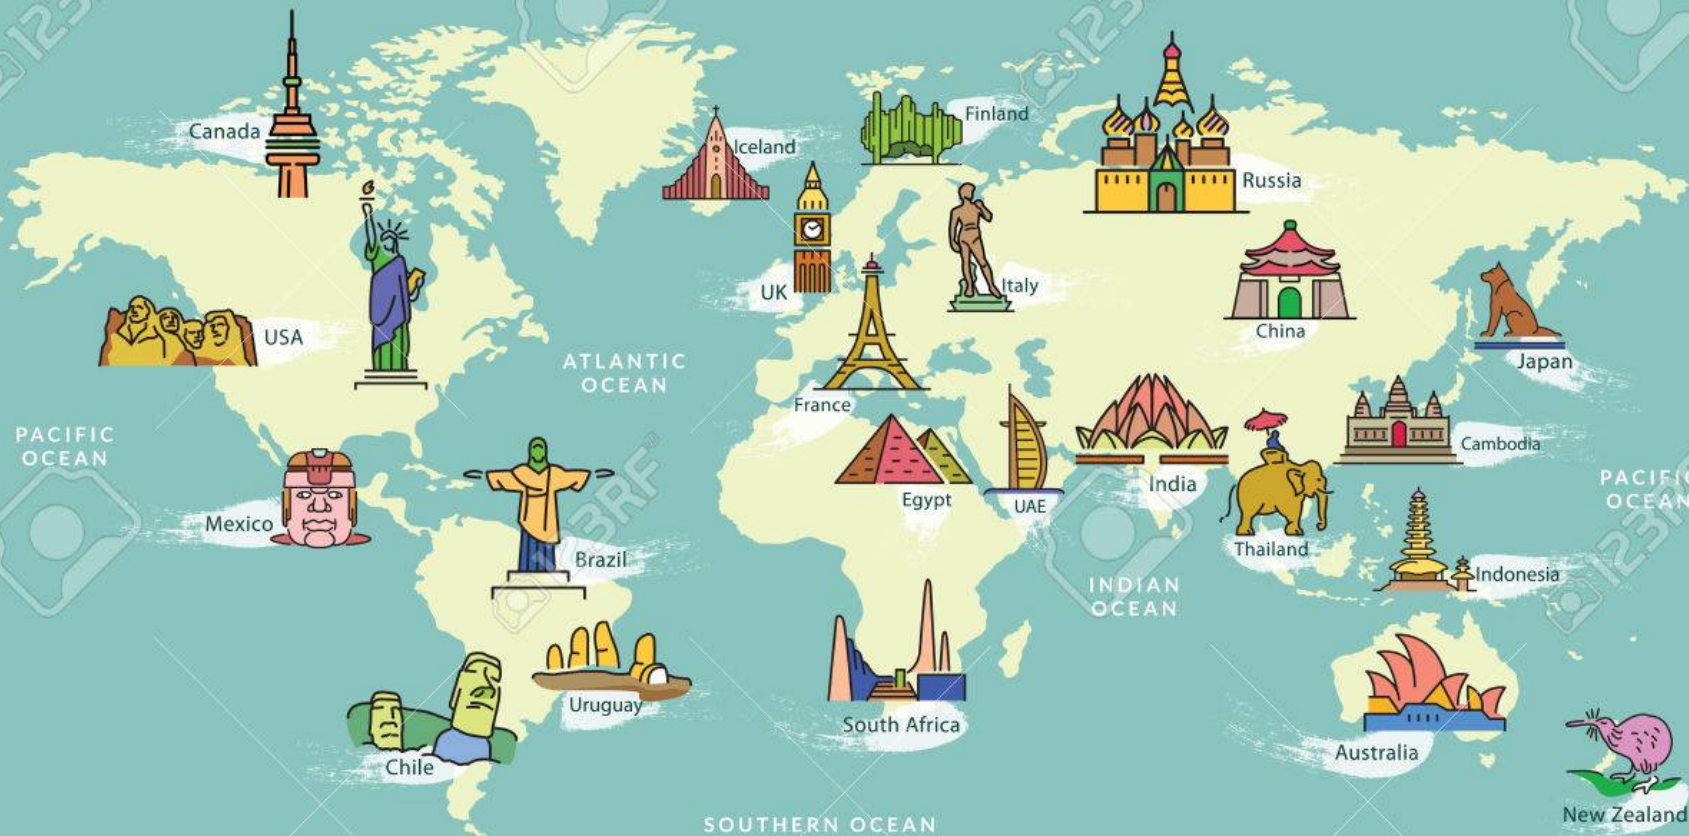 Canada
Iceland
Finland
Russia
UK
Italy
USA
China
Japan
ATLANTIC
OCEAN
France
PACIFIC
OCEAN
Cambodia
Egypt
UAE
India
PACIFIC
OCEAN
Mexico
Brazil
Thailand
Indonesia
INDIAN
OCEAN
Uruguay
South Africa
Chile
Australia
New Zealand
SOUTHERN OCEAN
123RF